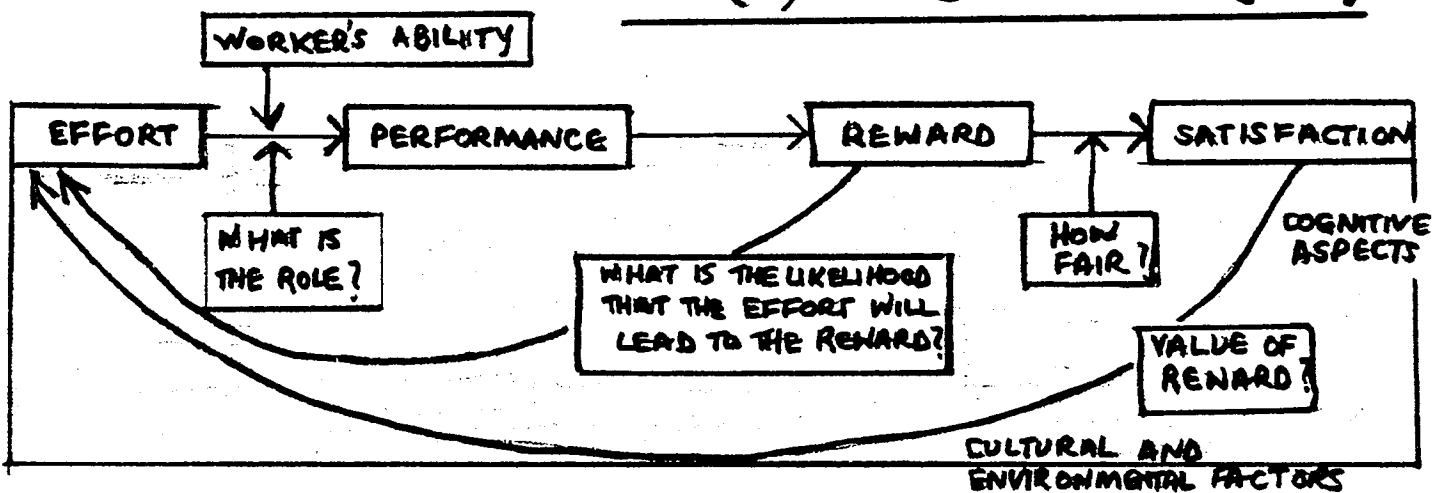 WORKER'S ABILITY
EFFORT
PERFORMANCE
REWARD
SATISFACTION
WHAT IS
THE ROLE?
WHAT IS THE LIKELIHOOD
THAT THE EFFORT WILL
LEAD TO THE REWARD?
HOW
FAIR?
COGNITIVE
ASPECTS
VALUE OF
REWARD?
CULTURAL AND
ENVIRONMENTAL FACTORS